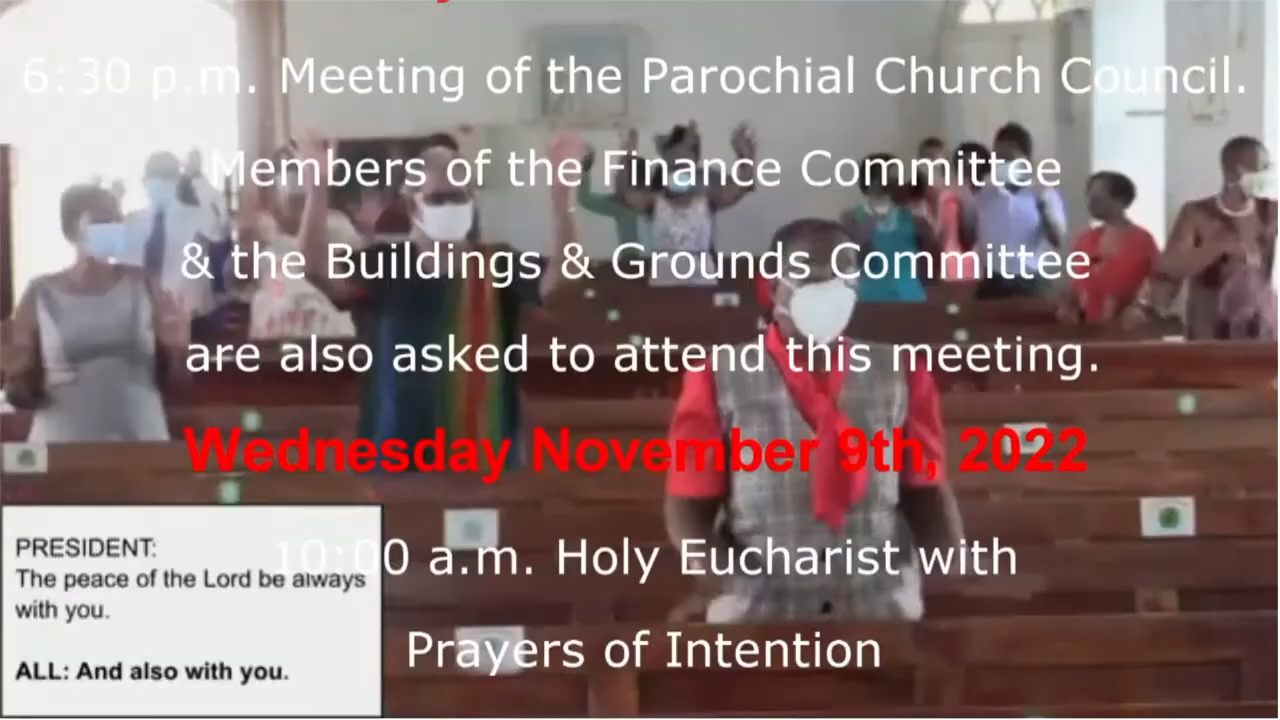 6:30 p.m. Meeting of the Parochial Church Council.
Members of the Finance Committee
& the Buildings & Grounds Committee
are also asked to attend this meeting.
Wednesday November 9th, 2022
10:00 a.m. Holy Eucharist with
Prayers of Intention
PRESIDENT:
The peace of the Lord be always
with you.
ALL: And also with you.